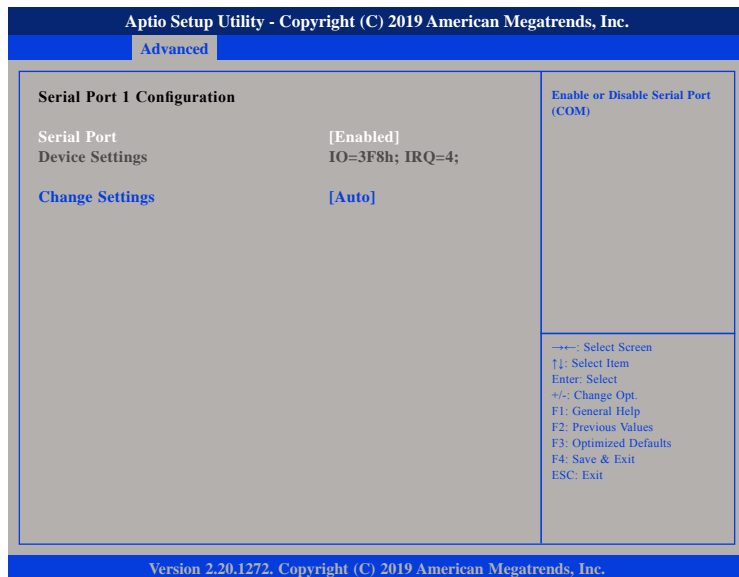 Aptio Setup Utility - Copyright (C) 2019 American Megatrends, Inc.
Advanced
Serial Port 1 Configuration
Serial Port [Enabled]
Device Settings IO=3F8h; IRQ=4;
Change Settings [Auto]
Enable or Disable Serial Port
(COM)
→←: Select Screen
↑↓: Select Item
Enter: Select
+/-: Change Opt.
F1: General Help
F2: Previous Values
F3: Optimized Defaults
F4: Save & Exit
ESC: Exit
Version 2.20.1272. Copyright (C) 2019 American Megatrends, Inc.